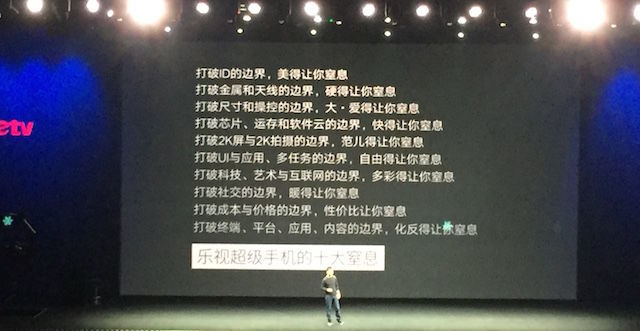 打破ID的边界，美得让你窒息
打破金属和天线的边界，硬得让你窒息
打破尺寸和操控的边界，大·爱得让你窒息
打破芯片、运存和软件云的边界，快得让你窒息
打破2K屏与2K拍摄的边界，范儿得让你窒息
打破UI与应用、多任务的边界，自由得让你窒息
打破科技、艺术与互联网的边界，多彩得让你窒息
打破社交的边界，暖得让你窒息
打破成本与价格的边界，性价比让你窒息
打破终端、平台、应用、内容的边界，化反得让你窒息
乐视超级手机的十大窒息
etv